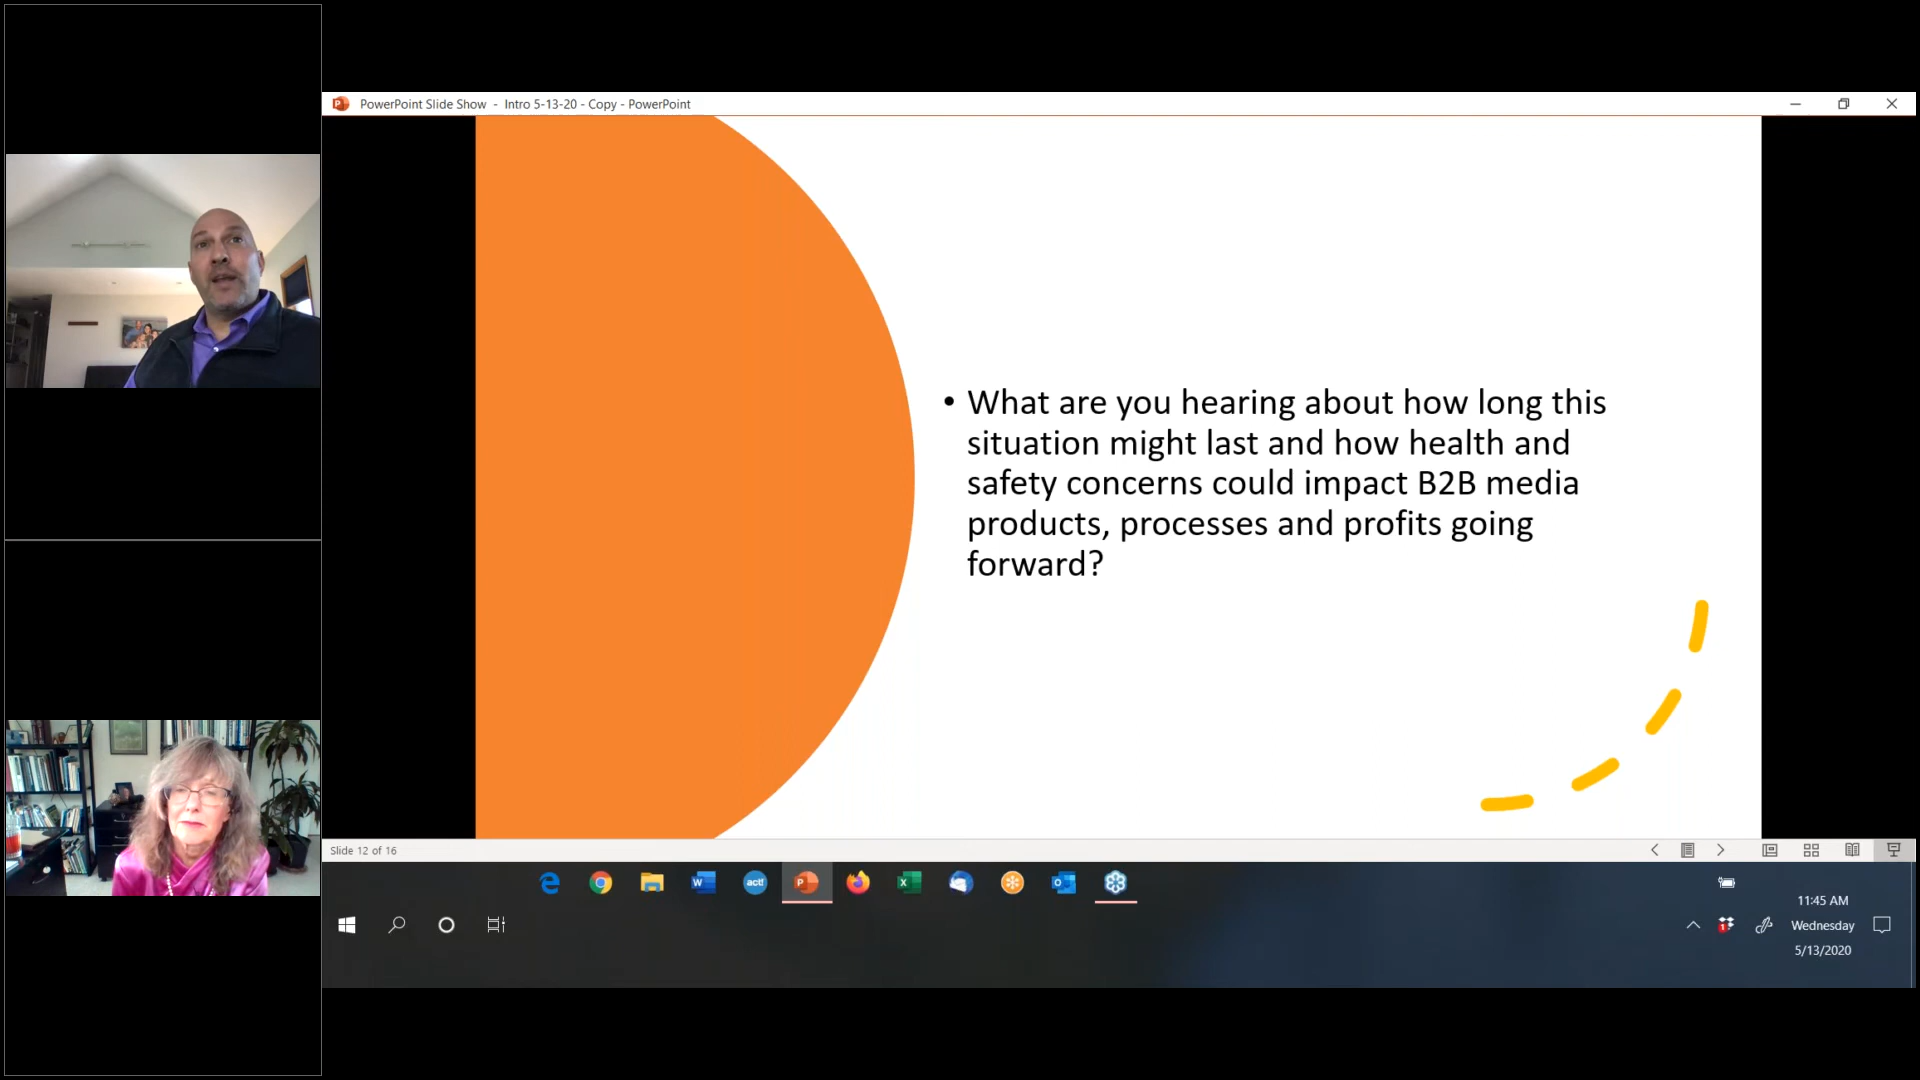 PowerPoint Slide Show - Intro 5-13-20 - Copy - PowerPoint
• What are you hearing about how long this
situation might last and how health and
safety concerns could impact B2B media
products, processes and profits going
forward?
Slide 12 of 16
act!
11:45 AM
Wednesday
5/13/2020